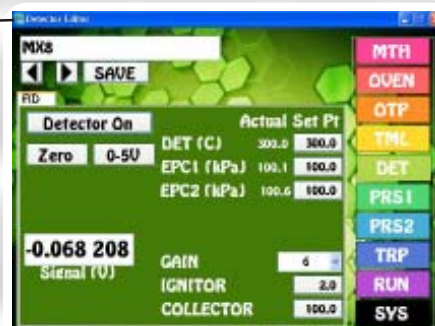 Detector Editor
MX8
SAVE
RD
Detector On
Actual Set Pt
Zero 0-5V
DET (C) 300.0 300.0
EPC1 (kPa) 100.1 100.0
EPC2 (kPa) 100.6 100.0
-0.068 208
Signal (V)
GAIN 6
IGNITOR 2.0
COLLECTOR 100.0
MTH
OVEN
OTP
TML
DET
PRS1
PRS2
TRP
RUN
SYS